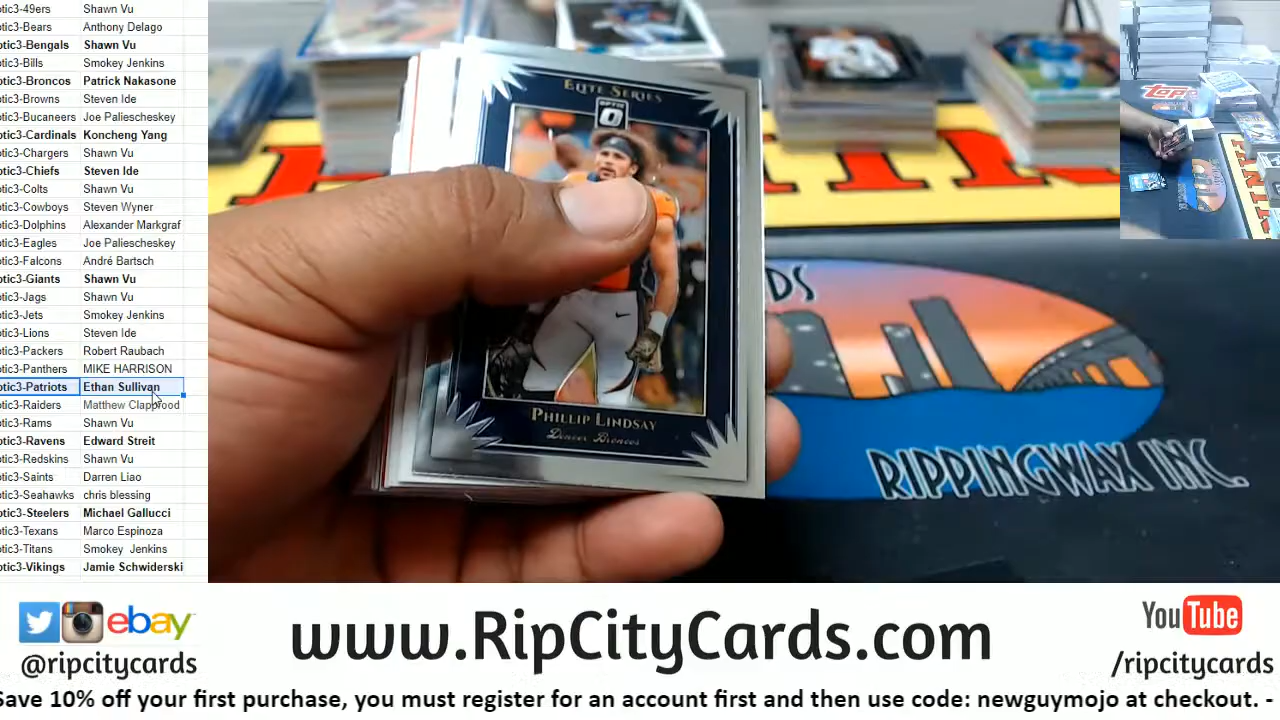 otic3-49ers Shawn Vu
otic3-Bears Anthony Delago
otic3-Bengals Shawn Vu
otic3-Bills Smokey Jenkins
otic3-Broncos Patrick Nakasone
otic3-Browns Steven Ide
otic3-Bucaneers Joe Paliescheskey
otic3-Cardinals Koncheng Yang
otic3-Chargers Shawn Vu
otic3-Chiefs Steven Ide
otic3-Colts Shawn Vu
otic3-Cowboys Steven Wyner
otic3-Dolphins Alexander Markgraf
otic3-Eagles Joe Paliescheskey
otic3-Falcons André Bartsch
otic3-Giants Shawn Vu
otic3-Jags Shawn Vu
otic3-Jets Smokey Jenkins
otic3-Lions Steven Ide
otic3-Packers Robert Raubach
otic3-Panthers MIKE HARRISON
otic3-Patriots Ethan Sullivan
otic3-Raiders Matthew Clapgood
otic3-Rams Shawn Vu
otic3-Ravens Edward Streit
otic3-Redskins Shawn Vu
otic3-Saints Darren Liao
otic3-Seahawks chris blessing
otic3-Steelers Michael Gallucci
otic3-Texans Marco Espinoza
otic3-Titans Smokey Jenkins
otic3-Vikings Jamie Schwiderski
ELITE SERIES
OPTIC
PHILLIP LINDSAY
Denver Broncos
TOPPS
RDS
RIPPINGWAX INC.
ebay
@ripcitycards
www.RipCityCards.com
YouTube
/ripcitycards
Save 10% off your first purchase, you must register for an account first and then use code: newguymojo at checkout. -